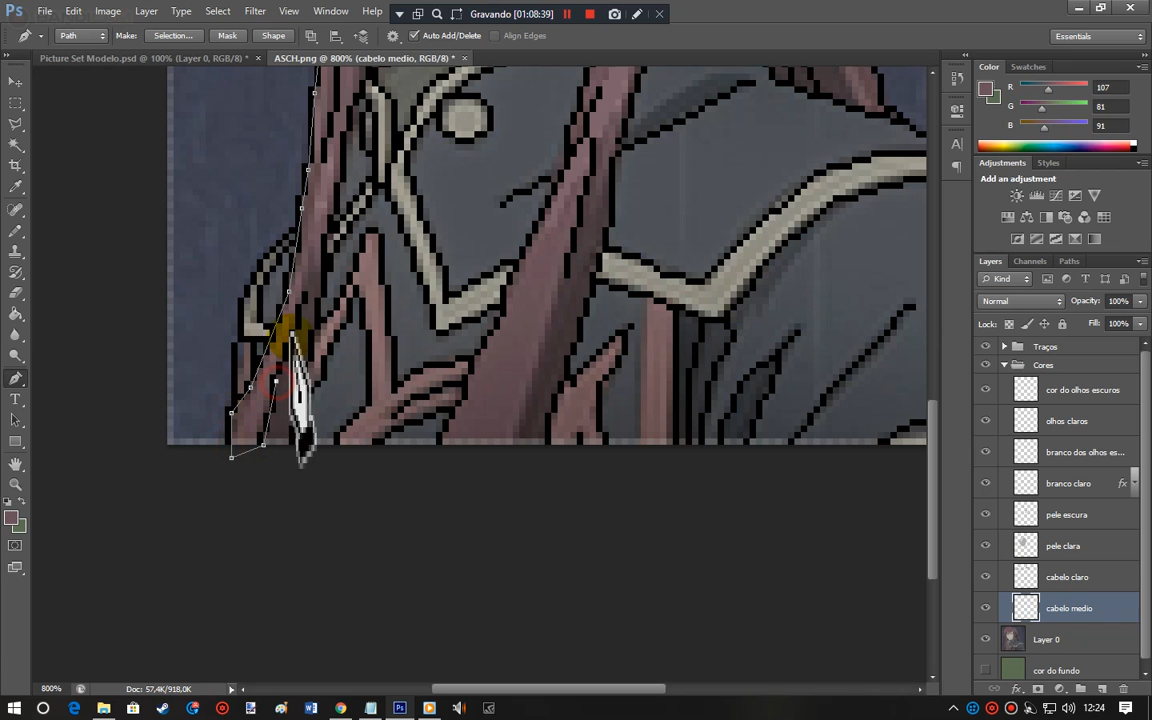 File Edit Image Layer Type Select Filter View Window Help
Gravando [01:08:39]
Path Make: Selection... Mask Shape Auto Add/Delete Align Edges Essentials
Picture Set Modelo.psd @ 100% (Layer 0, RGB/8) * × ASCH.png @ 800% (cabelo medio, RGB/8) * ×
Color Swatches
R 107
G 81
B 91
Adjustments Styles
Add an adjustment
Layers Channels Paths
Kind
Normal Opacity: 100%
Lock: Fill: 100%
Traços
Cores
cor do olhos escuros
olhos claros
branco dos olhos es...
branco claro fx
pele escura
pele clara
cabelo claro
cabelo medio
Layer 0
cor do fundo
800% Doc: 57,4K/918,0K
12:24